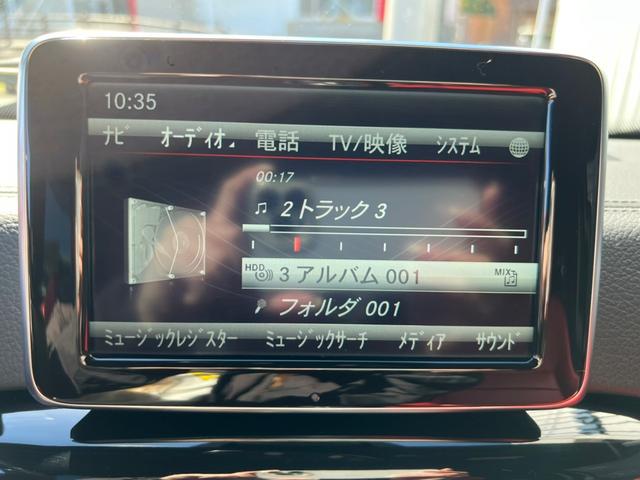 10:35
ナビ オーディオ 電話 TV/映像 システム
00:17
2 トラック 3
HDD 3 アルバム 001 MIX
フォルダ 001
ミュージックレジスター ミュージックサーチ メディア サウンド